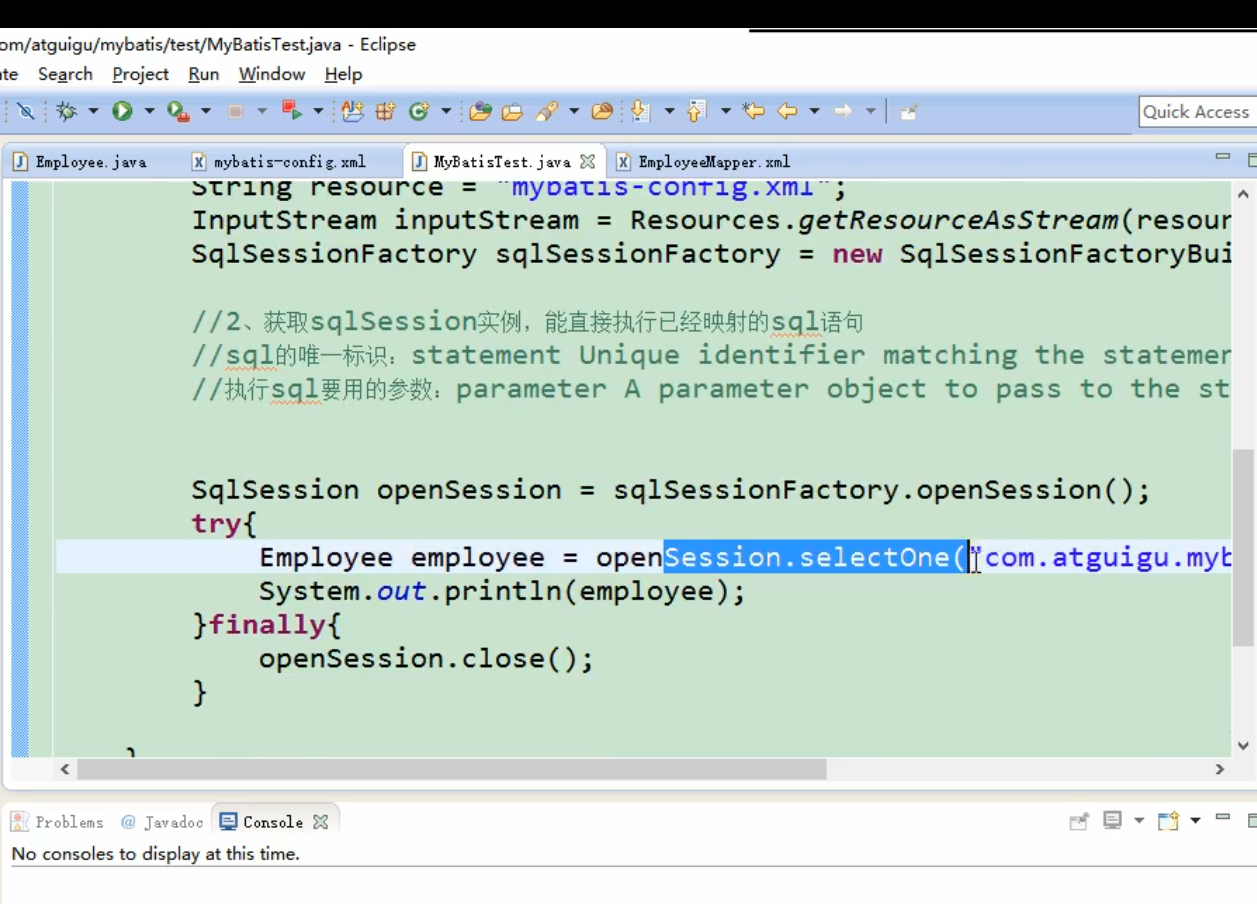 om/atguigu/mybatis/test/MyBatisTest.java - Eclipse
te Search Project Run Window Help
Quick Access
Employee.java mybatis-config.xml MyBatisTest.java EmployeeMapper.xml
String resource = "mybatis-config.xml";
InputStream inputStream = Resources.getResourceAsStream(resour
SqlSessionFactory sqlSessionFactory = new SqlSessionFactoryBui
//2、获取sqlSession实例，能直接执行已经映射的sql语句
//sql的唯一标识：statement Unique identifier matching the statemen
//执行sql要用的参数：parameter A parameter object to pass to the st
SqlSession openSession = sqlSessionFactory.openSession();
try{
Employee employee = openSession.selectOne("com.atguigu.myb
System.out.println(employee);
}finally{
openSession.close();
}
}
Problems @ Javadoc Console
No consoles to display at this time.